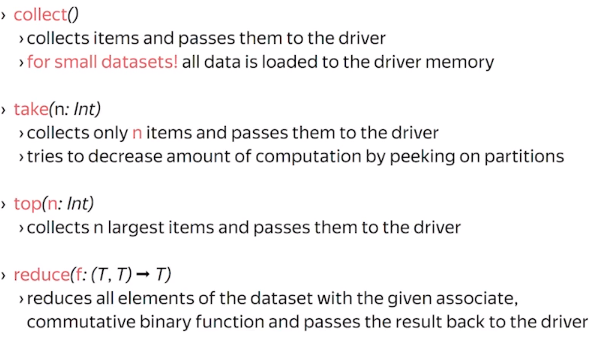 › collect()
› collects items and passes them to the driver
› for small datasets! all data is loaded to the driver memory
› take(n: Int)
› collects only n items and passes them to the driver
› tries to decrease amount of computation by peeking on partitions
› top(n: Int)
› collects n largest items and passes them to the driver
› reduce(f: (T, T) ➞ T)
› reduces all elements of the dataset with the given associate,
commutative binary function and passes the result back to the driver